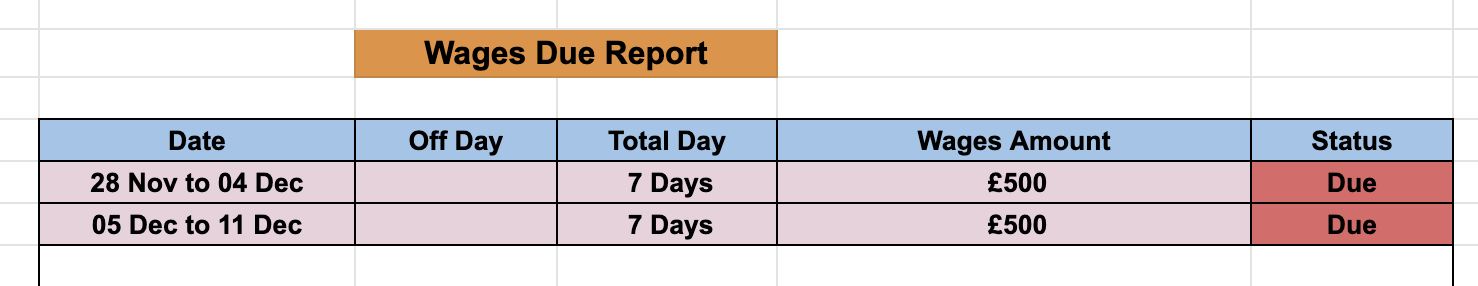 Wages Due Report
Date Off Day Total Day Wages Amount Status
28 Nov to 04 Dec 7 Days £500 Due
05 Dec to 11 Dec 7 Days £500 Due